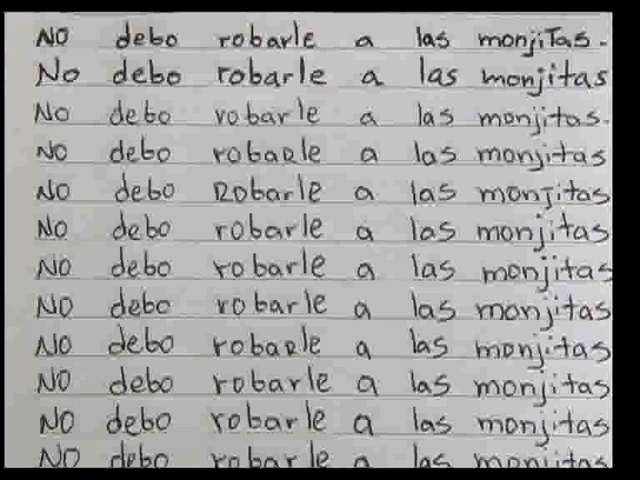 NO debo robarle a las monjiTas.
No debo robarle a las monjitas
No debo robarle a las monjitas.
NO debo robaRle a las monjitas
NO debo Robarle a las monJitas
NO debo robarle a las monjitas
NO debo robarle a las monjitas
NO debo robarle a las monjitas
NO debo robaRle a las monjitas
NO debo robarle a las monjitas
NO debo robarle a las monjitas
NO debo robarle a las monjitas